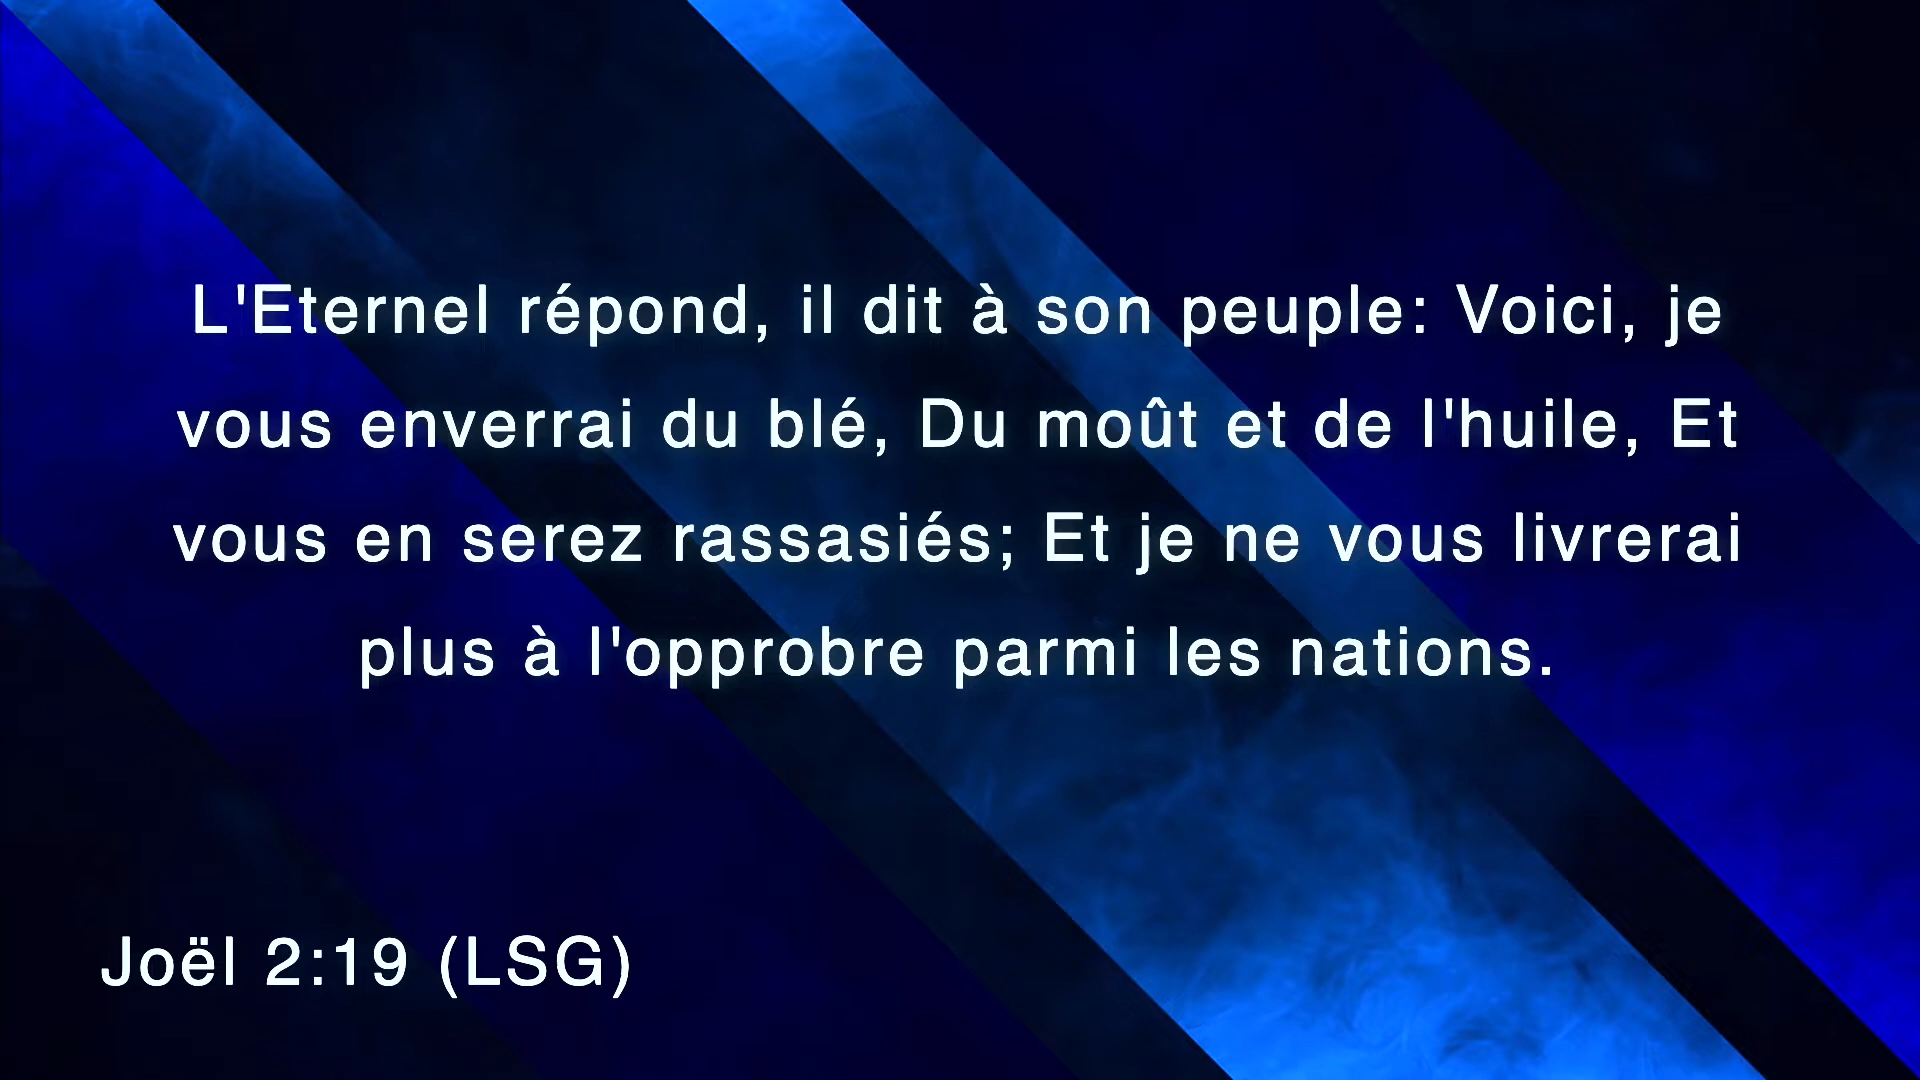 L'Eternel répond, il dit à son peuple: Voici, je
vous enverrai du blé, Du moût et de l'huile, Et
vous en serez rassasiés; Et je ne vous livrerai
plus à l'opprobre parmi les nations.
Joël 2:19 (LSG)